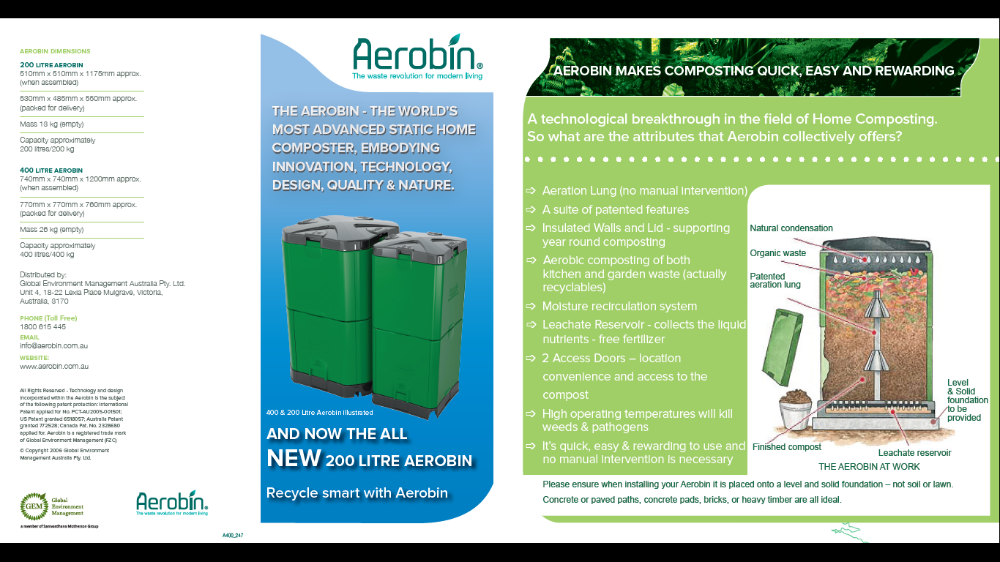 AEROBIN DIMENSIONS
200 LITRE AEROBIN
510mm x 510mm x 1175mm approx.
(when assembled)
530mm x 485mm x 550mm approx.
(packed for delivery)
Mass 13 kg (empty)
Capacity approximately
200 litres/200 kg
400 LITRE AEROBIN
740mm x 740mm x 1200mm approx.
(when assembled)
770mm x 770mm x 760mm approx.
(packed for delivery)
Mass 26 kg (empty)
Capacity approximately
400 litres/400 kg
Distributed by:
Global Environment Management Australia Pty. Ltd.
Unit 4, 18-22 Lexia Place Mulgrave, Victoria,
Australia, 3170
PHONE (Toll Free)
1800 615 445
EMAIL
info@aerobin.com.au
WEBSITE:
www.aerobin.com.au
All Rights Reserved - Technology and design
incorporated within the Aerobin is the subject
of the following patent protection: International
Patent applied for No. PCT-AU2005-001501;
US Patent granted 6518057; Australia Patent
granted 772528; Canada Pat. No. 2328680
applied for. Aerobin is a registered trade mark
of Global Environment Management (FZC)
© Copyright 2006 Global Environment
Management Australia Pty. Ltd.
GEM
Global
Environment
Management
a member of Samvardhana Motherson Group
Aerobin®
The waste revolution for modern living
A400_247
Aerobin®
The waste revolution for modern living
THE AEROBIN - THE WORLD'S
MOST ADVANCED STATIC HOME
COMPOSTER, EMBODYING
INNOVATION, TECHNOLOGY,
DESIGN, QUALITY & NATURE.
400 & 200 Litre Aerobin illustrated
AND NOW THE ALL
NEW 200 LITRE AEROBIN
Recycle smart with Aerobin
AEROBIN MAKES COMPOSTING QUICK, EASY AND REWARDING
A technological breakthrough in the field of Home Composting.
So what are the attributes that Aerobin collectively offers?
⇨ Aeration Lung (no manual intervention)
⇨ A suite of patented features
⇨ Insulated Walls and Lid - supporting
year round composting
⇨ Aerobic composting of both
kitchen and garden waste (actually
recyclables)
⇨ Moisture recirculation system
⇨ Leachate Reservoir - collects the liquid
nutrients - free fertilizer
⇨ 2 Access Doors – location
convenience and access to the
compost
⇨ High operating temperatures will kill
weeds & pathogens
⇨ It's quick, easy & rewarding to use and
no manual intervention is necessary
Natural condensation
Organic waste
Patented
aeration lung
Level
& Solid
foundation
to be
provided
Finished compost
Leachate reservoir
THE AEROBIN AT WORK
Please ensure when installing your Aerobin it is placed onto a level and solid foundation – not soil or lawn.
Concrete or paved paths, concrete pads, bricks, or heavy timber are all ideal.